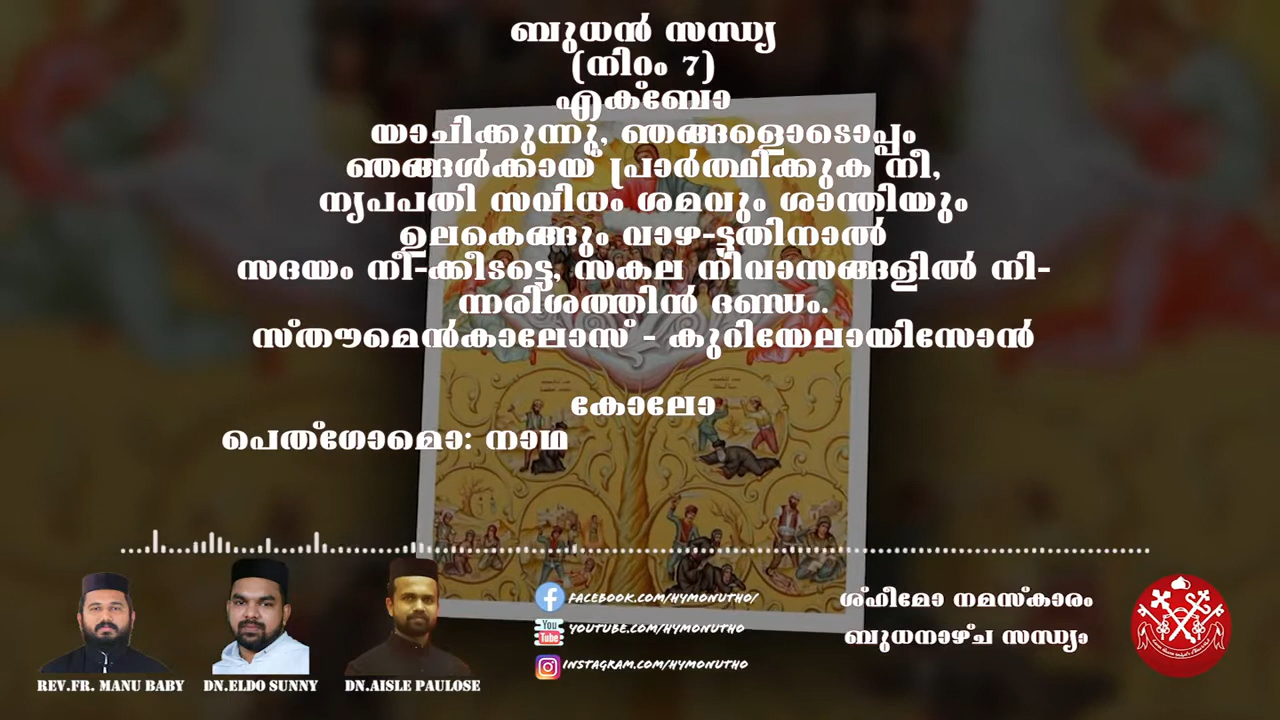 ബുധൻ സന്ധ്യ
(നിറം 7)
എക്ബോ
യാചിക്കുന്നു, ഞങ്ങളൊടൊപ്പം
ഞങ്ങൾക്കായ് പ്രാർത്ഥിക്കുക നീ,
നൃപപതി സവിധം ശമവും ശാന്തിയും
ഉലകെങ്ങും വാഴ-ട്ടതിനാൽ
സദയം നീ-ക്കീടട്ടെ, സകല നിവാസങ്ങളിൽ നി-
ന്നരിശത്തിൻ ദണ്ഡം.
സ്തൗമെൻകാലോസ് - കുറിയേലായിസോൻ
കോലോ
പെത്ഗോമൊ: നാഥ
REV.FR. MANU BABY
DN.ELDO SUNNY
DN.AISLE PAULOSE
FACEBOOK.COM/HYMONUTHO/
You Tube
YOUTUBE.COM/HYMONUTHO
INSTAGRAM.COM/HYMONUTHO
ശ്ഹീമോ നമസ്കാരം
ബുധനാഴ്ച സന്ധ്യാ